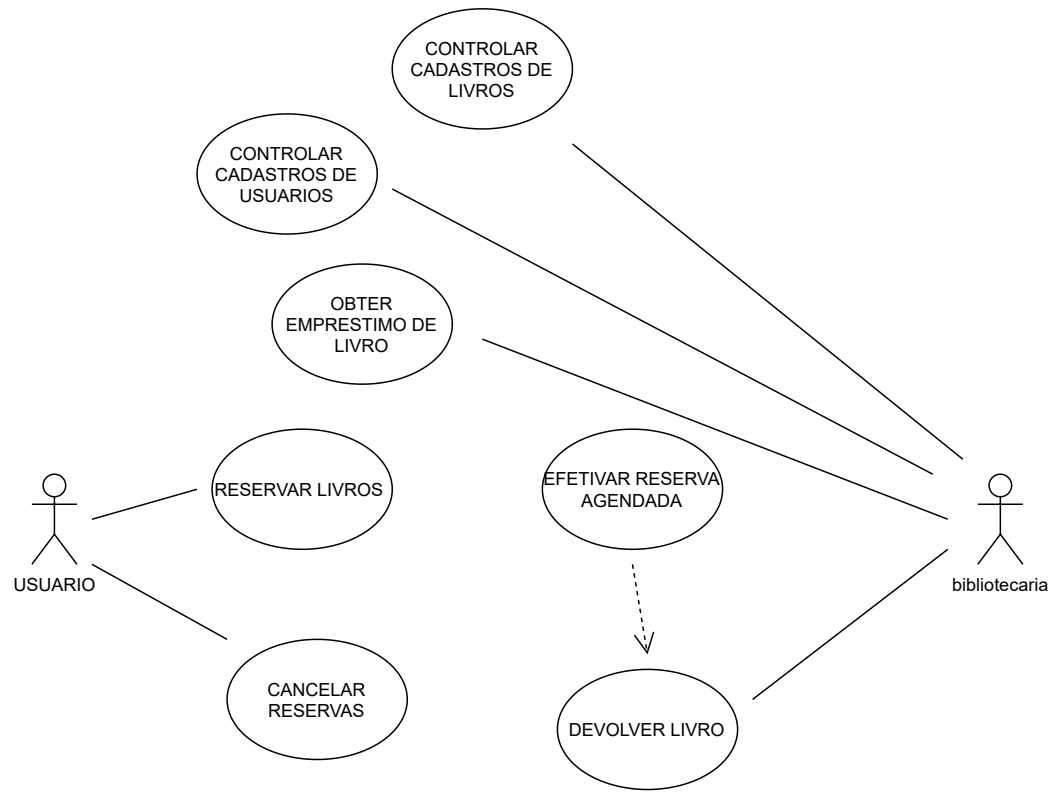 CONTROLAR
CADASTROS DE
LIVROS
CONTROLAR
CADASTROS DE
USUARIOS
OBTER
EMPRESTIMO DE
LIVRO
RESERVAR LIVROS
EFETIVAR RESERVA
AGENDADA
USUARIO
bibliotecaria
CANCELAR
RESERVAS
DEVOLVER LIVRO